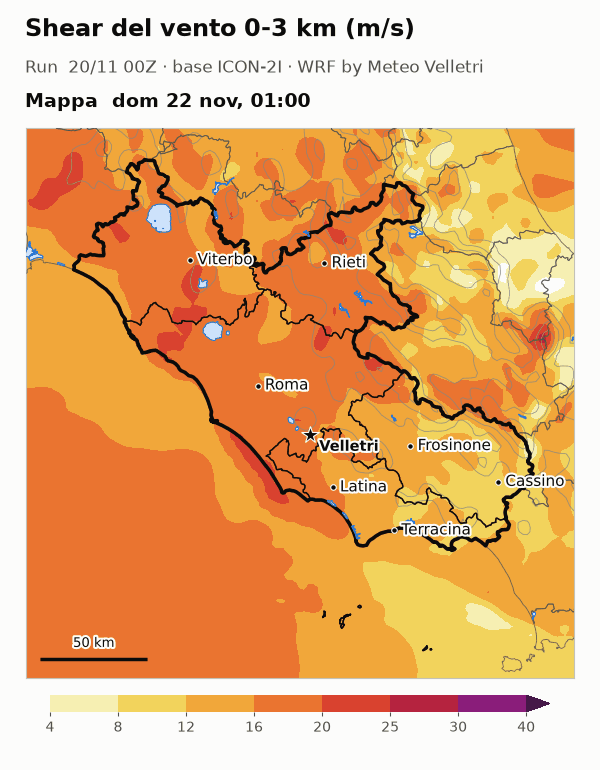 Shear del vento 0-3 km (m/s)
Run  20/11 00Z · base ICON-2I · WRF by Meteo Velletri
Mappa  dom 22 nov, 01:00
Viterbo
Rieti
Roma
Velletri
Frosinone
Cassino
Latina
Terracina
50 km
4 8 12 16 20 25 30 40